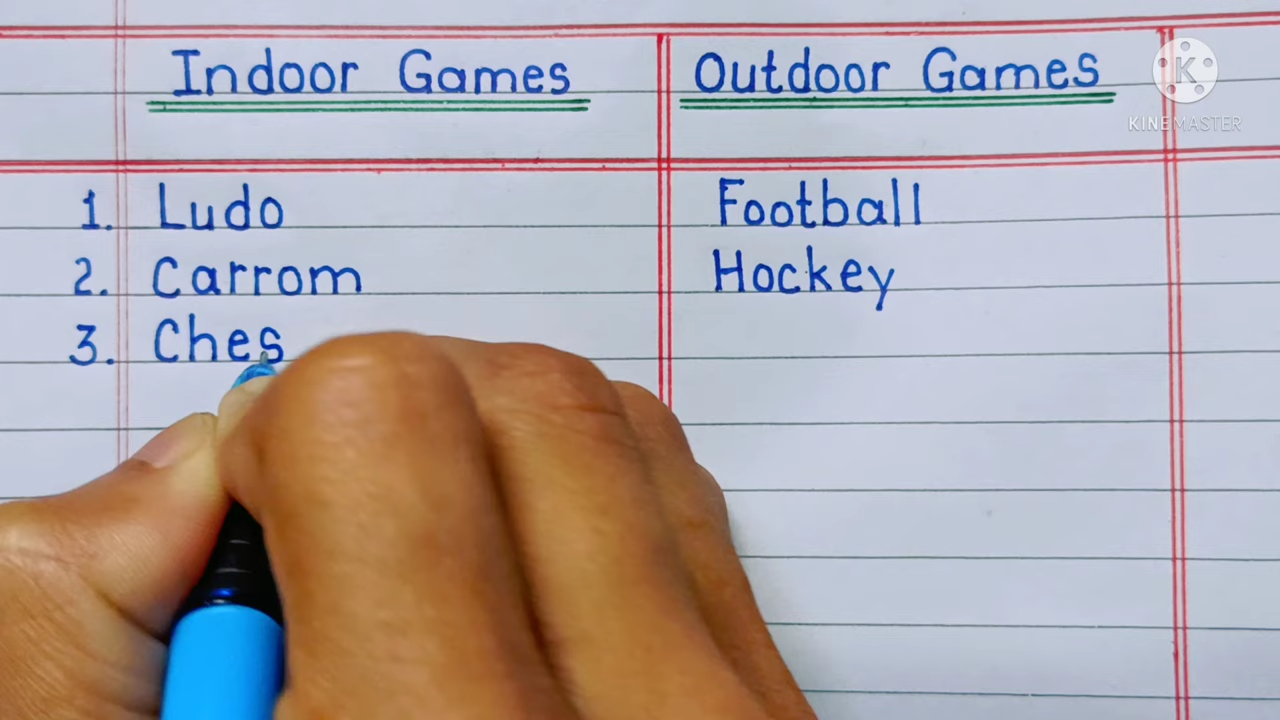 Indoor Games Outdoor Games
K
KINEMASTER
1. Ludo Football
2. Carrom Hockey
3. Ches